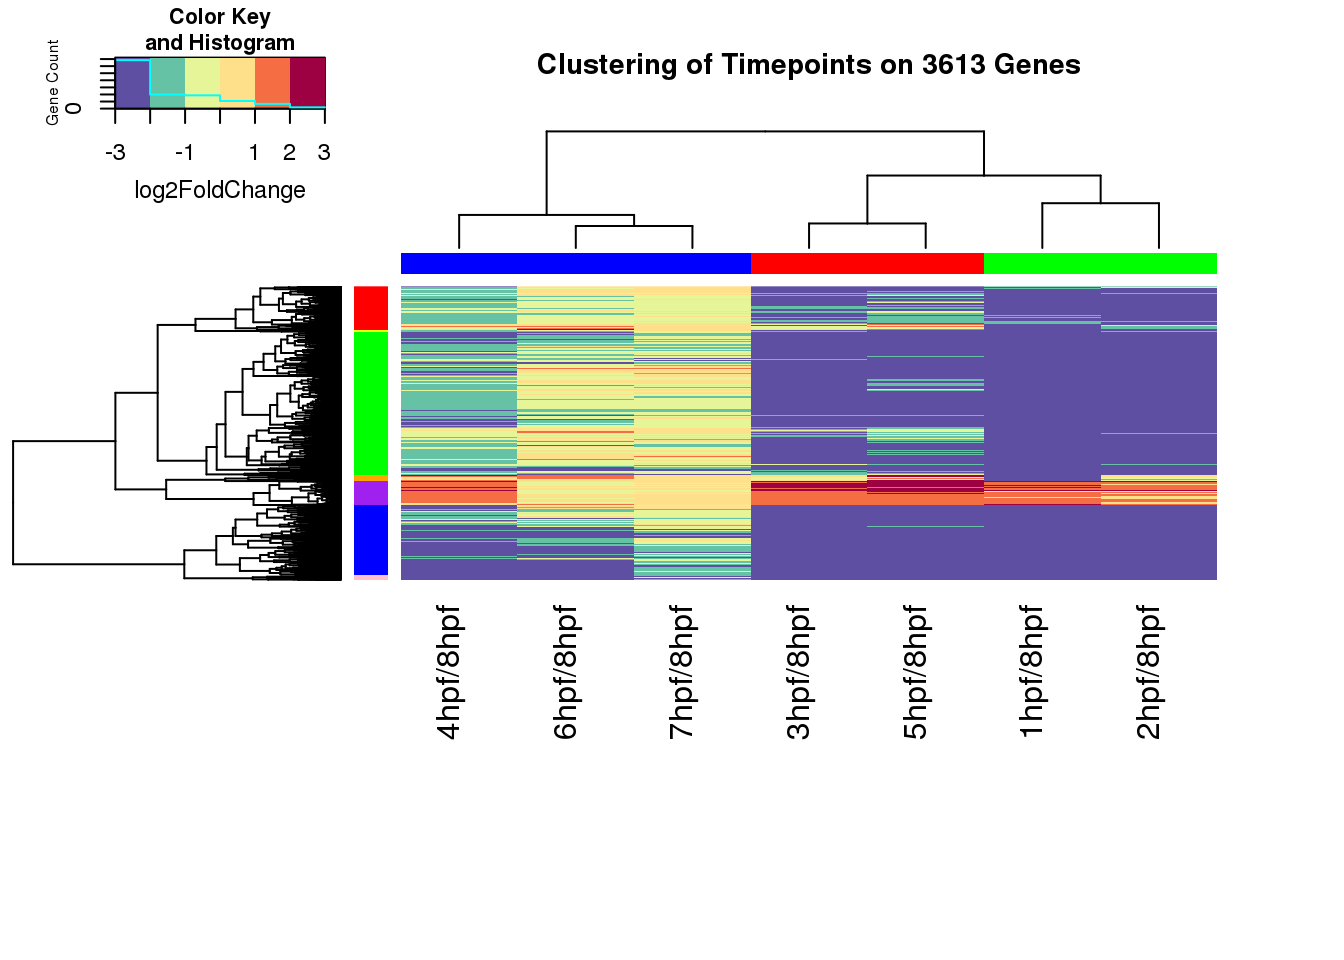 Color Key
and Histogram
Gene Count
0
-3 -1 1 2 3
log2FoldChange
Clustering of Timepoints on 3613 Genes
4hpf/8hpf
6hpf/8hpf
7hpf/8hpf
3hpf/8hpf
5hpf/8hpf
1hpf/8hpf
2hpf/8hpf